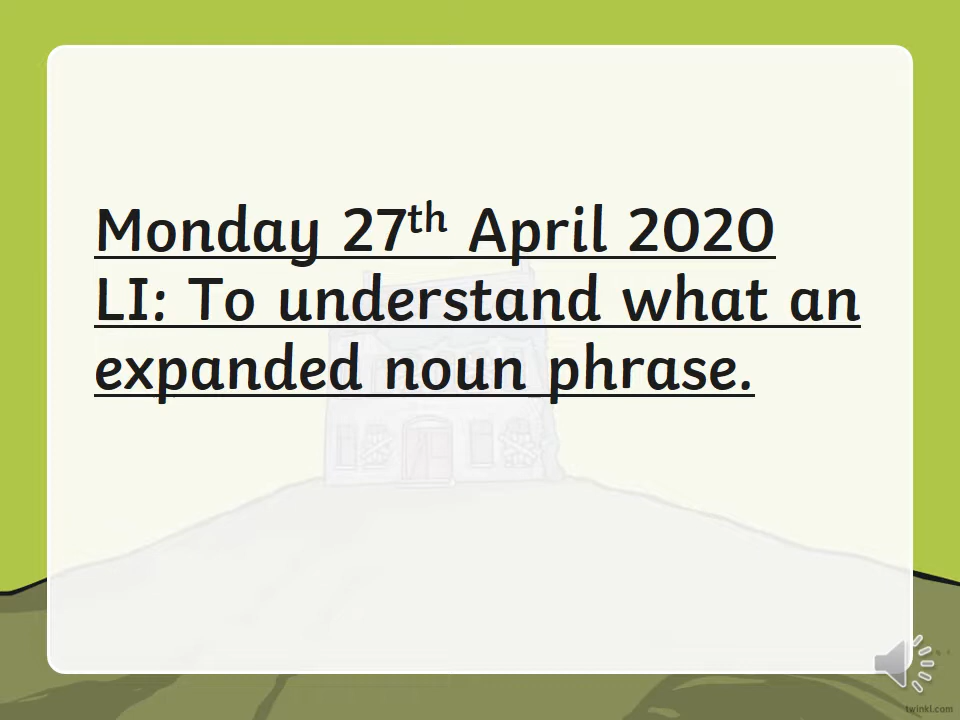 Monday 27th April 2020
LI: To understand what an
expanded noun phrase.
twinkl.com